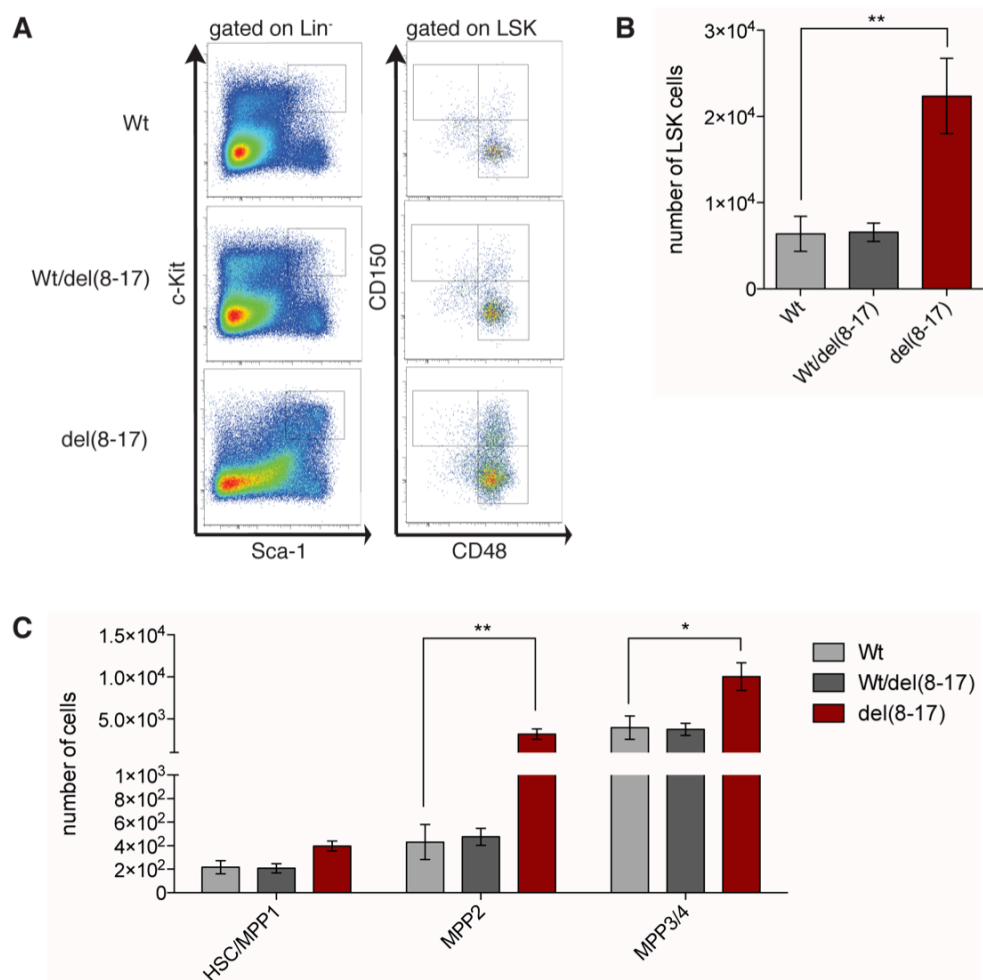 A
gated on Lin⁻
gated on LSK
Wt
Wt/del(8-17)
del(8-17)
c-Kit
CD150
Sca-1
CD48
B
**
3×10⁴
2×10⁴
1×10⁴
0
number of LSK cells
Wt
Wt/del(8-17)
del(8-17)
C
1.5×10⁴
1.0×10⁴
5.0×10³
1×10³
8×10²
6×10²
4×10²
2×10²
0
number of cells
**
*
HSC/MPP1
MPP2
MPP3/4
Wt
Wt/del(8-17)
del(8-17)